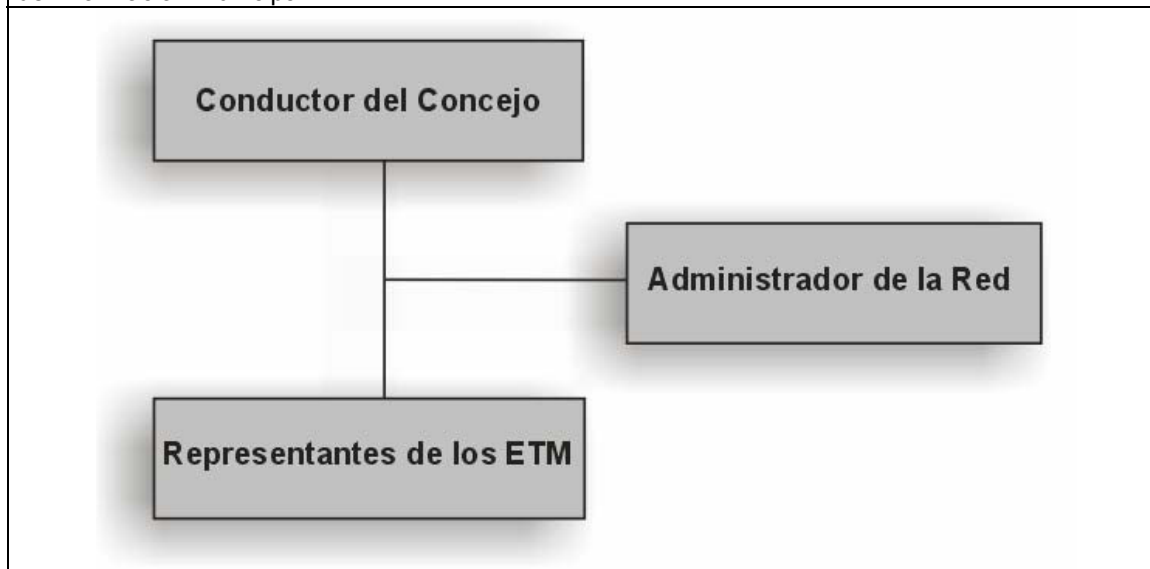 Conductor del Concejo
Administrador de la Red
Representantes de los ETM